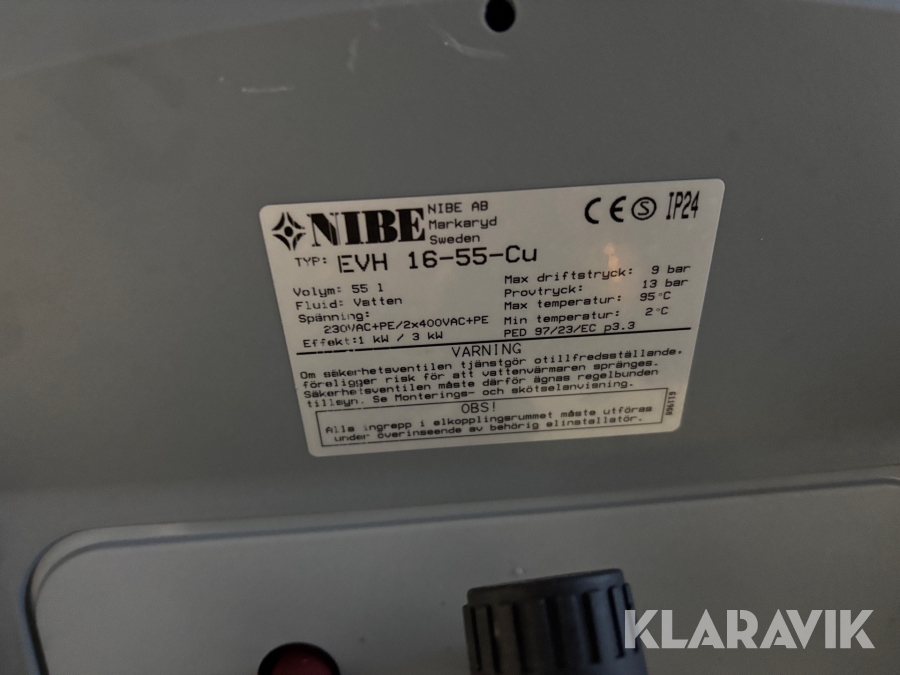 NIBE
NIBE AB
Markaryd
Sweden
CE S IP24
TYP: EVH 16-55-Cu
Volym: 55 l
Fluid: Vatten
Spänning:
230VAC+PE/2x400VAC+PE
Effekt:1 kW / 3 kW
Max driftstryck: 9 bar
Provtryck: 13 bar
Max temperatur: 95°C
Min temperatur: 2°C
PED 97/23/EC p3.3
VARNING
Om säkerhetsventilen tjänstgör otillfredsställande,
föreligger risk för att vattenvärmaren spränges.
Säkerhetsventilen måste därför ägnas regelbunden
tillsyn. Se Monterings- och skötselanvisning.
OBS!
Alla ingrepp i elkopplingsrummet måste utföras
under överinseende av behörig elinstallatör.
KLARAVIK